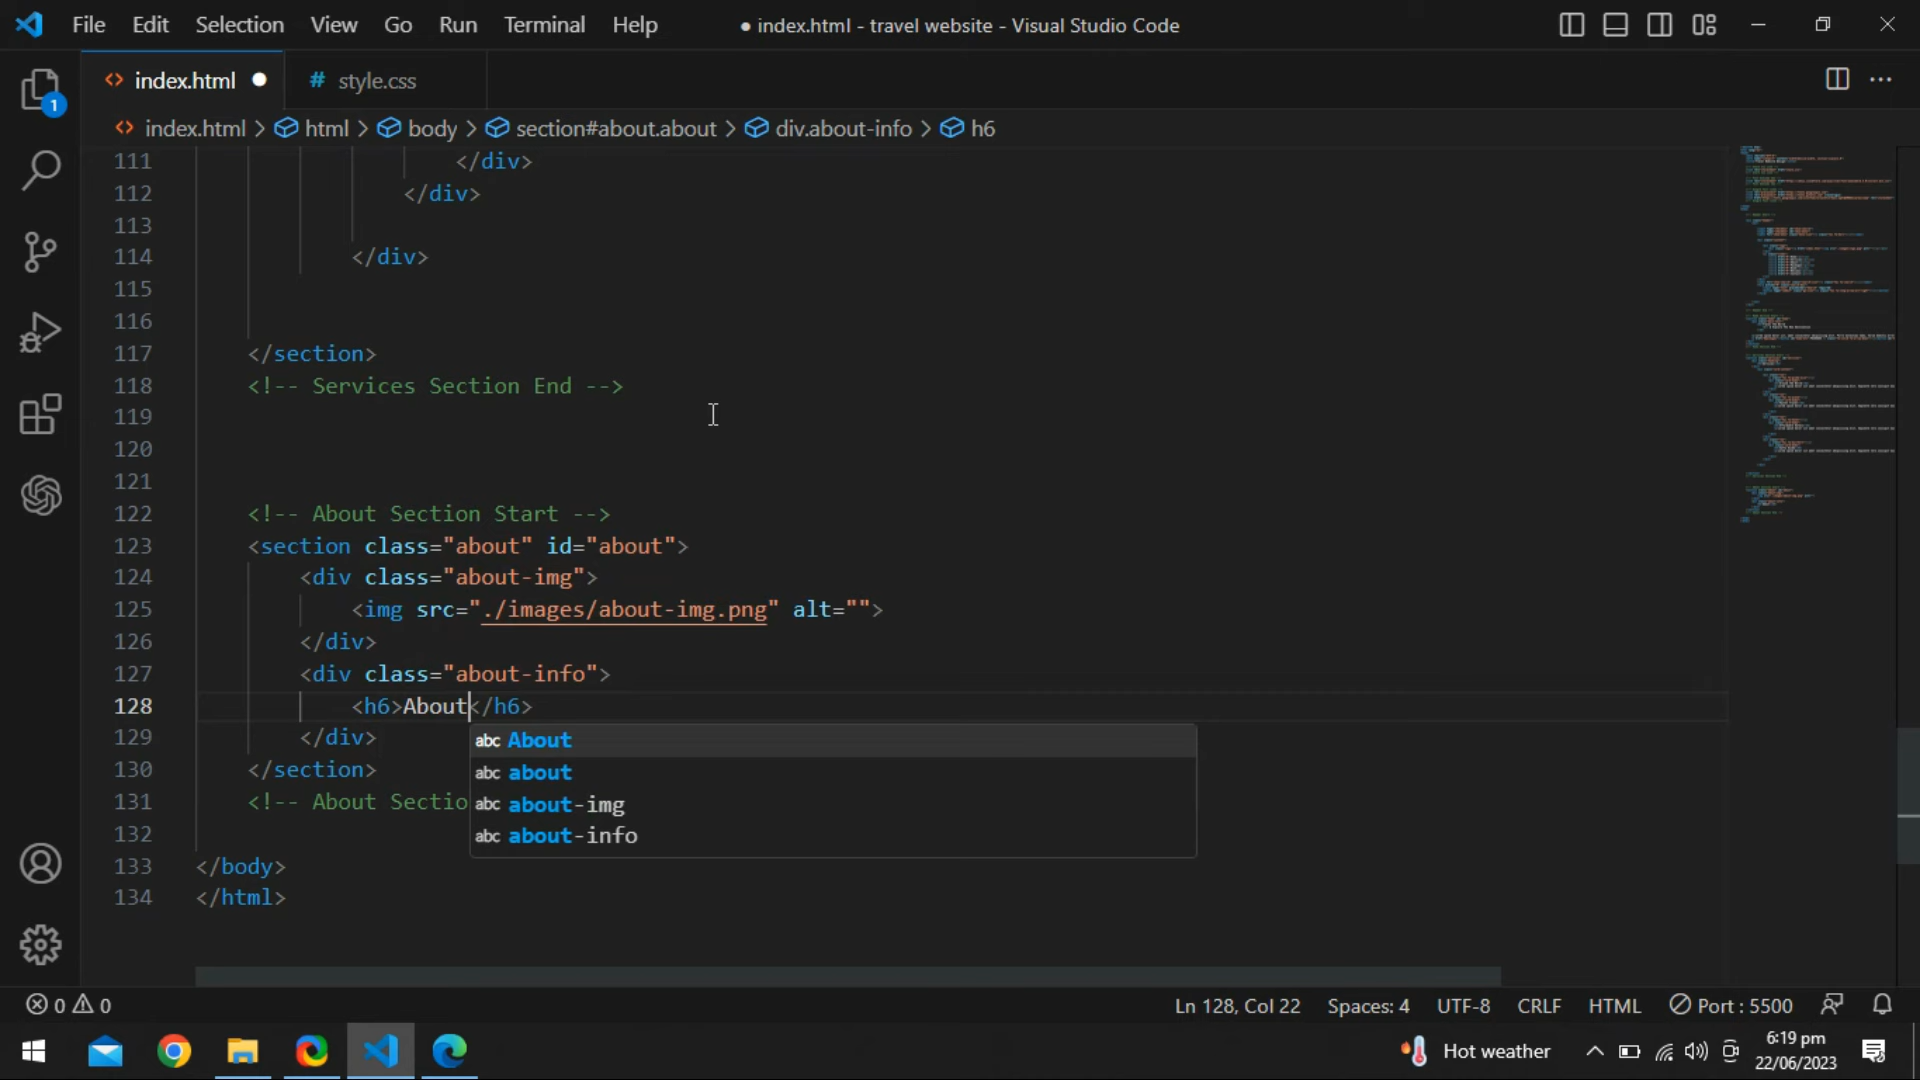 File Edit Selection View Go Run Terminal Help ● index.html - travel website - Visual Studio Code
<> index.html ● # style.css
1
<> index.html > html > body > section#about.about > div.about-info > h6
111 </div>
112 </div>
113
114 </div>
115
116
117 </section>
118 <!-- Services Section End -->
119
120
121
122 <!-- About Section Start -->
123 <section class="about" id="about">
124 <div class="about-img">
125 <img src="./images/about-img.png" alt="">
126 </div>
127 <div class="about-info">
128 <h6>About</h6>
129 </div>
abc About
130 </section>
abc about
131 <!-- About Sectio
abc about-img
132
abc about-info
133 </body>
134 </html>
0 0 Ln 128, Col 22 Spaces: 4 UTF-8 CRLF HTML Port : 5500
Hot weather 6:19 pm
22/06/2023